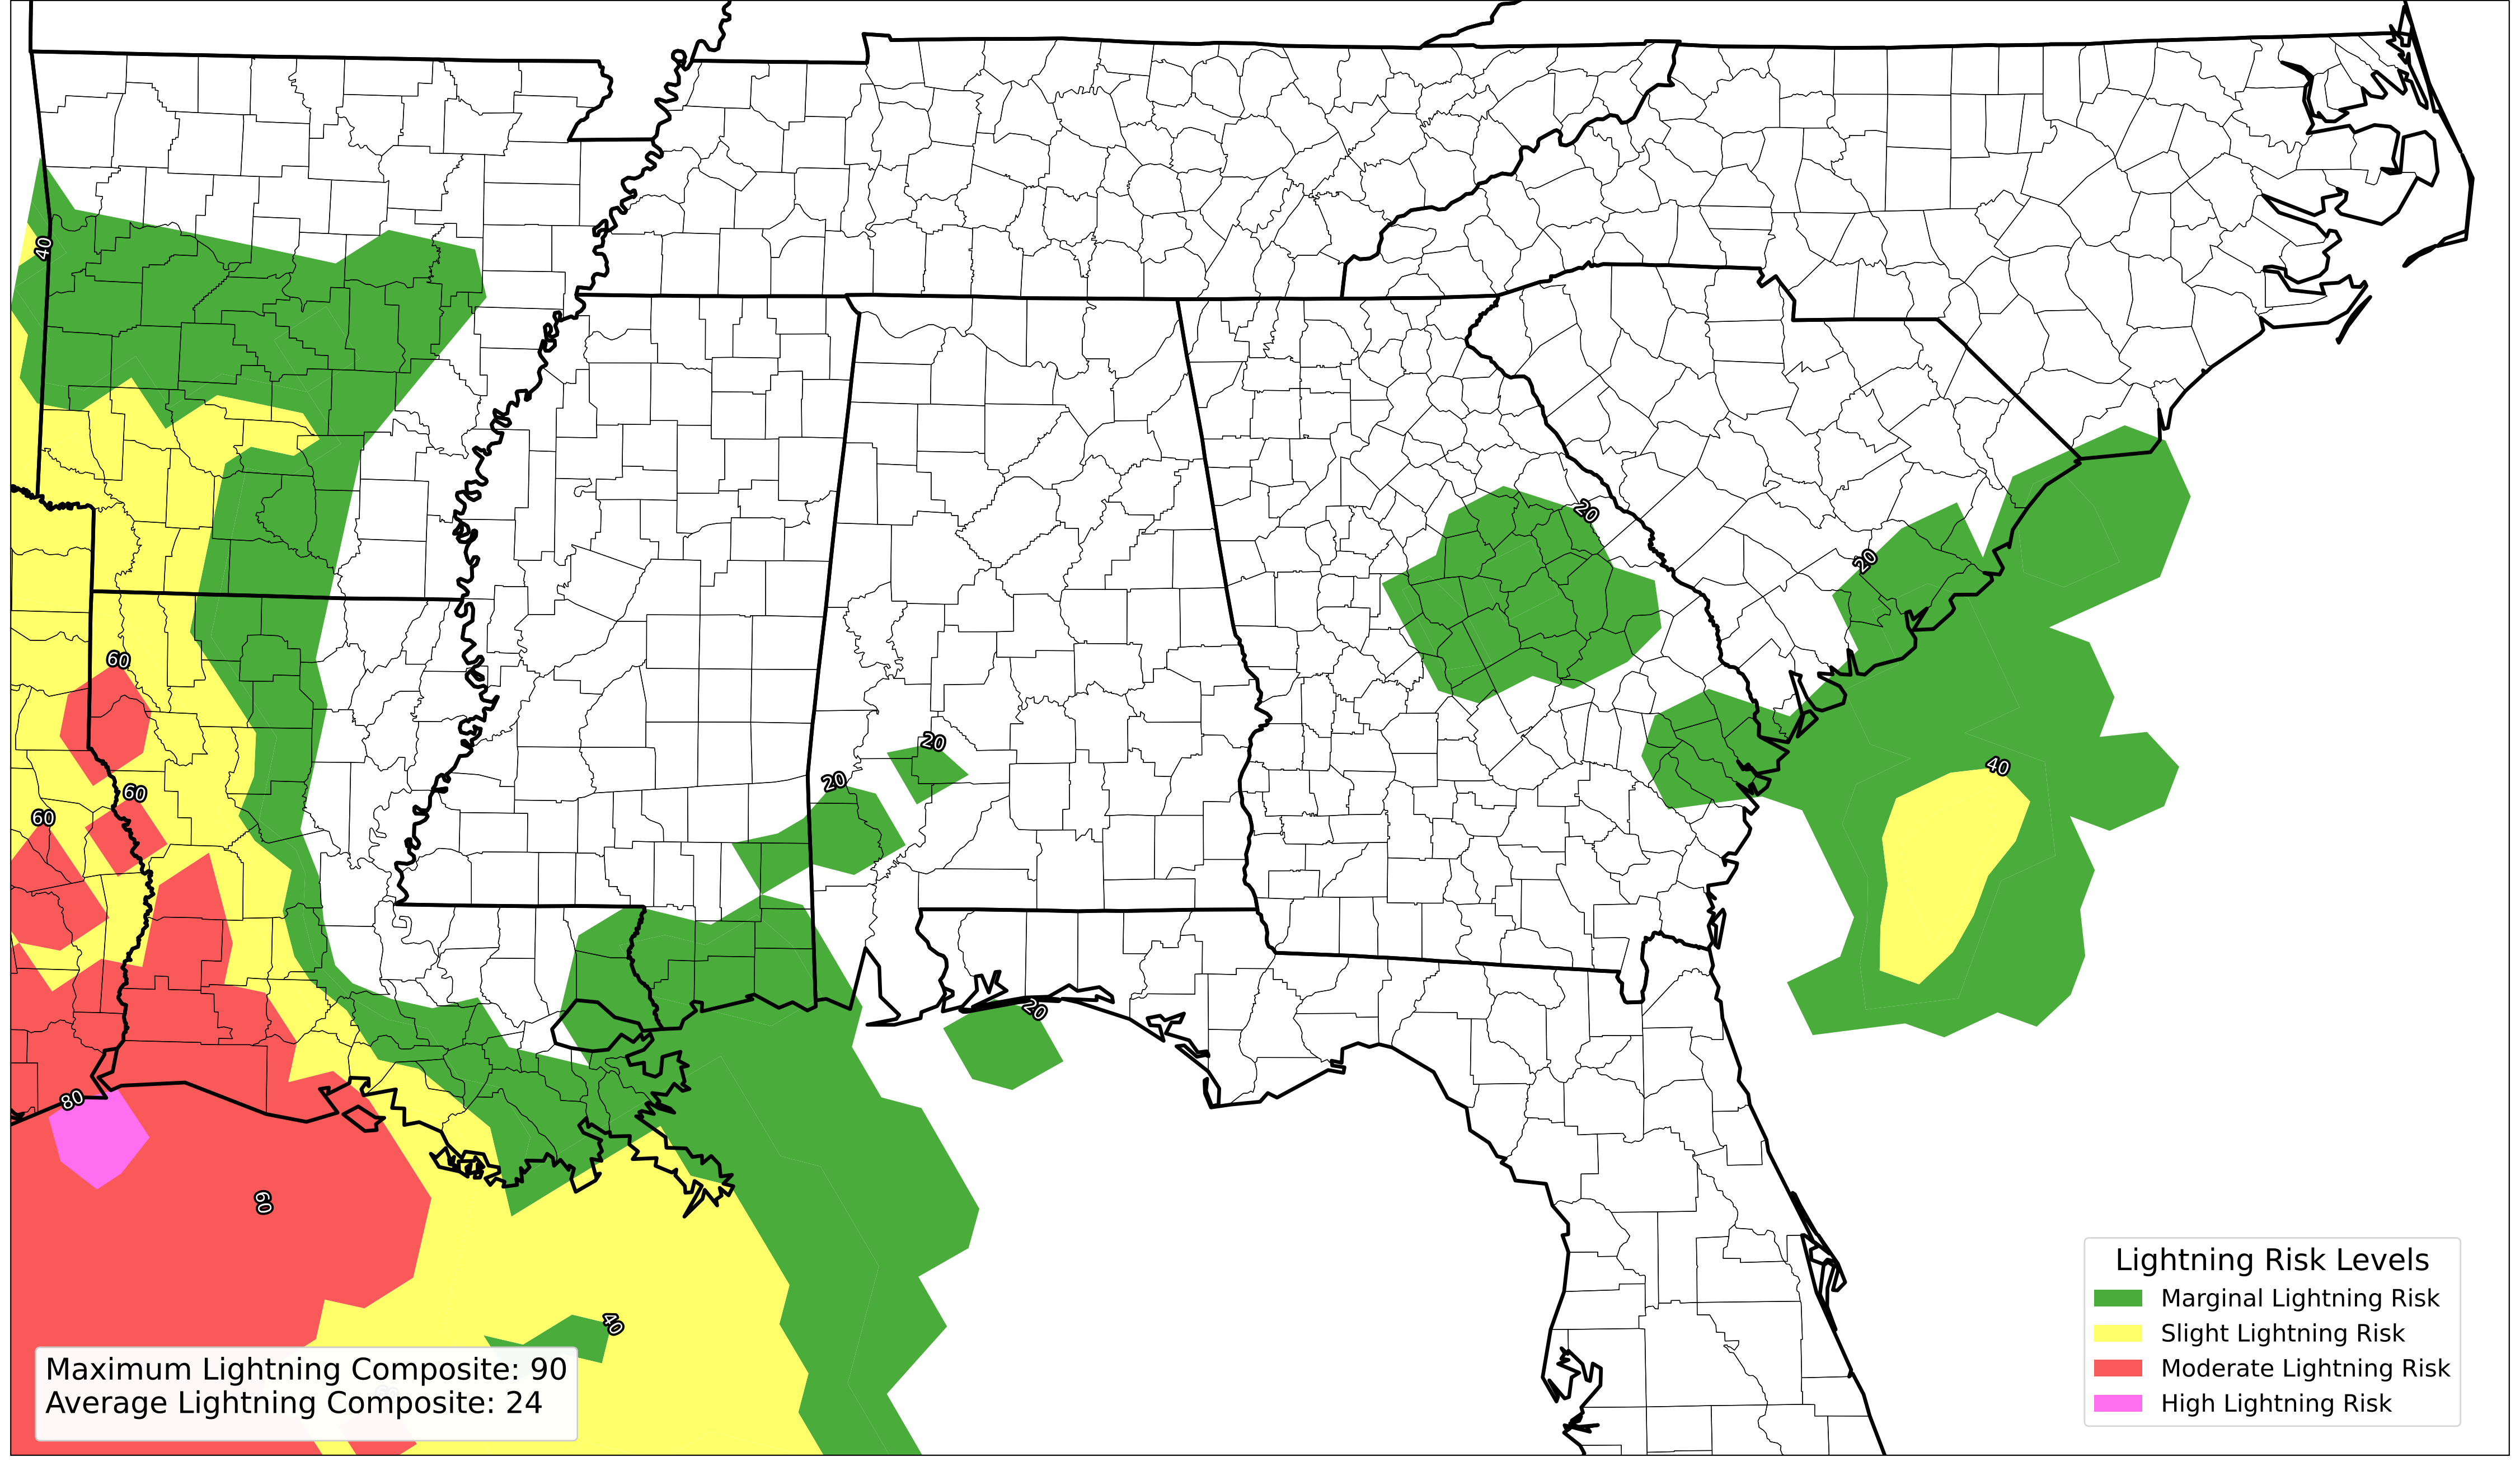 40
20
20
60
20
60
20
40
60
20
80
60
40
Lightning Risk Levels
Marginal Lightning Risk
Slight Lightning Risk
Moderate Lightning Risk
High Lightning Risk
Maximum Lightning Composite: 90
Average Lightning Composite: 24